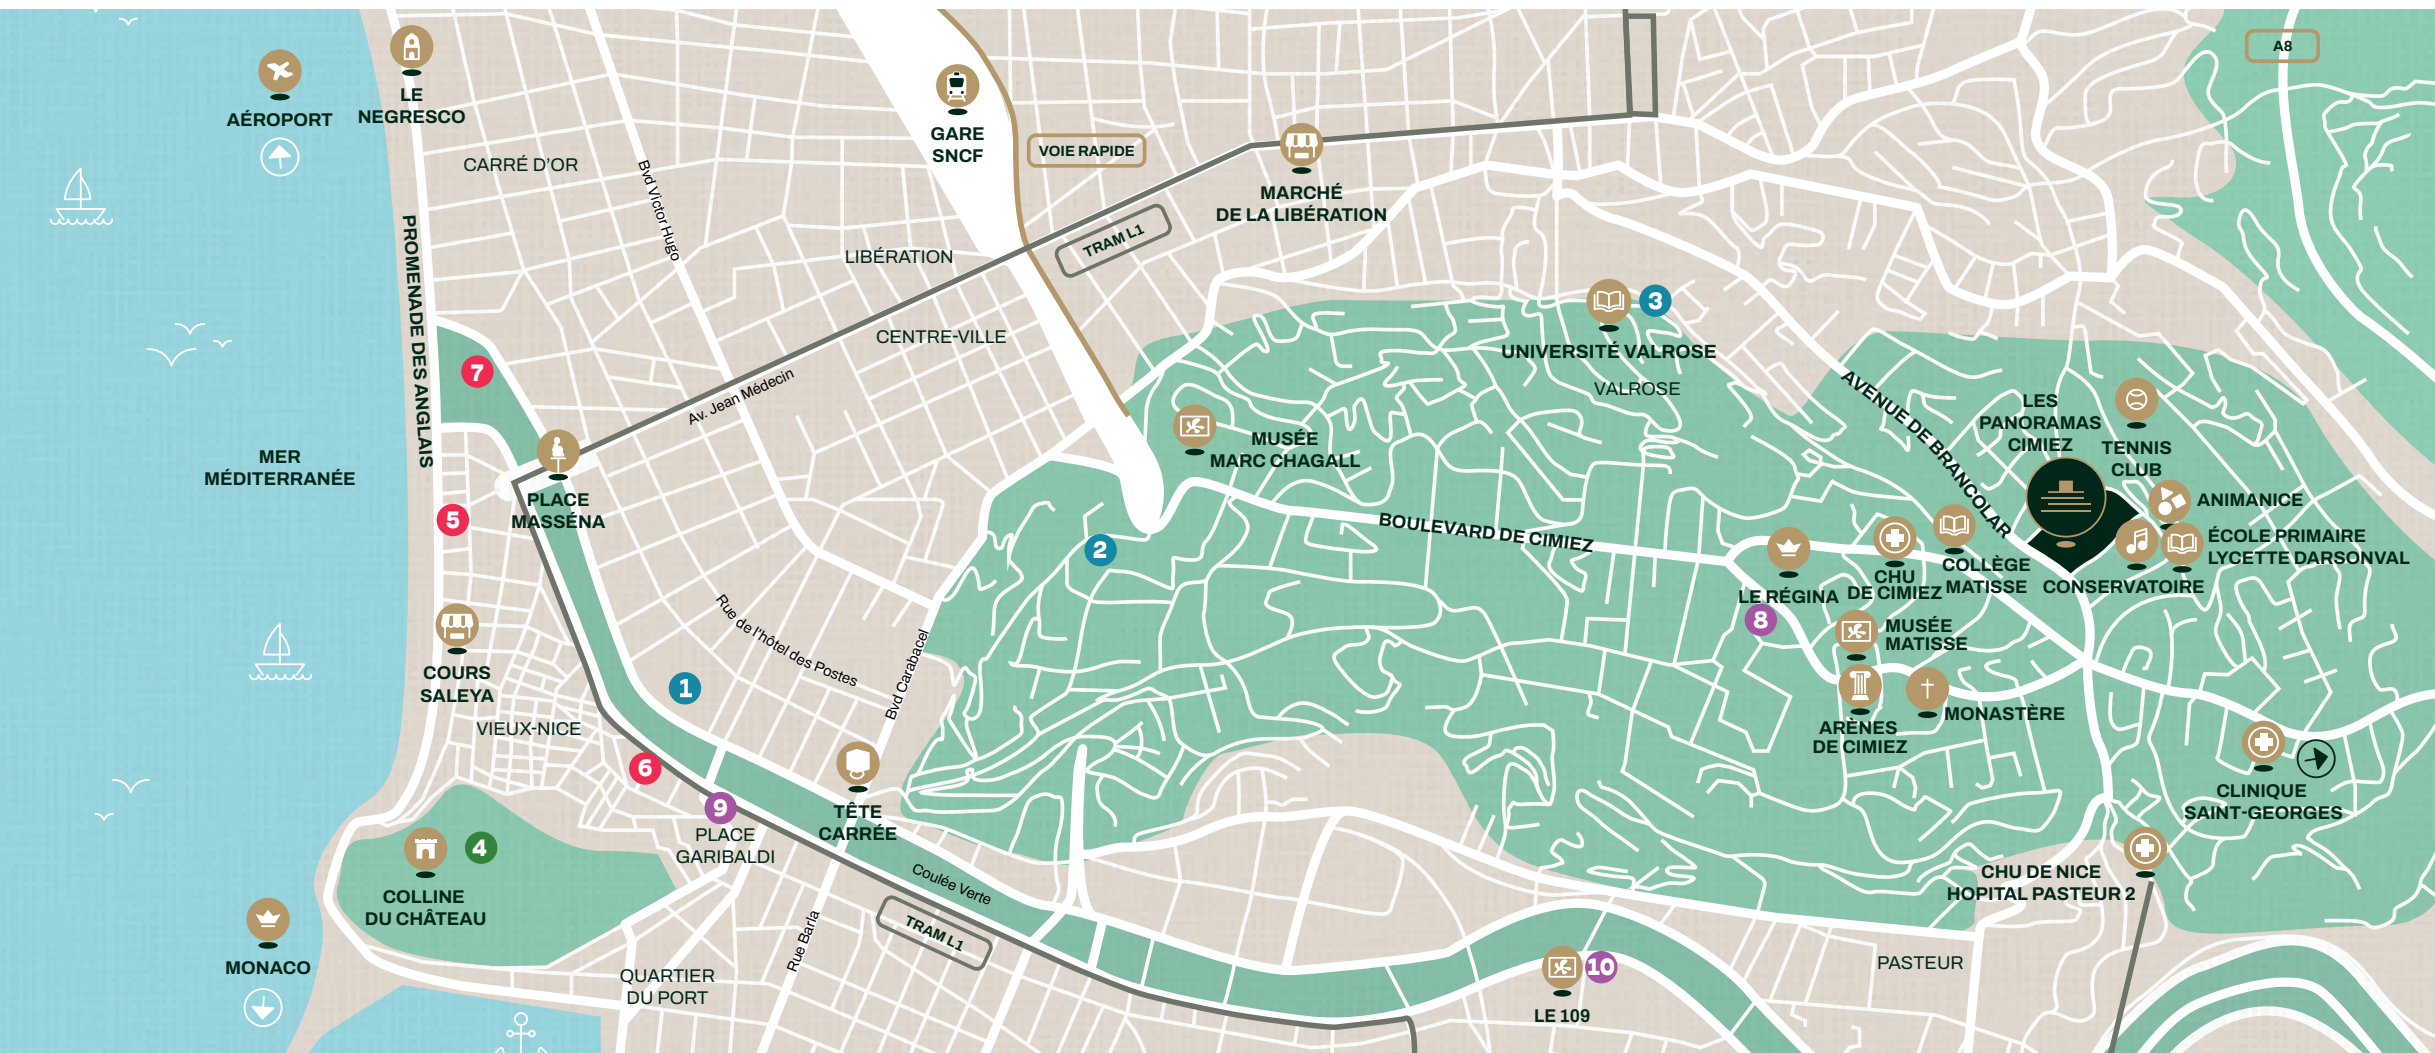 A8
AÉROPORT
LE
NEGRESCO
GARE
SNCF
VOIE RAPIDE
CARRÉ D'OR
Bvd Victor Hugo
MARCHÉ
DE LA LIBÉRATION
TRAM L1
LIBÉRATION
PROMENADE DES ANGLAIS
CENTRE-VILLE
3
UNIVERSITÉ VALROSE
VALROSE
7
Av. Jean Médecin
AVENUE DE BRANCOLAR
LES
PANORAMAS
CIMIEZ
TENNIS
CLUB
MUSÉE
MARC CHAGALL
MER
MÉDITERRANÉE
PLACE
MASSÉNA
5
2
BOULEVARD DE CIMIEZ
ANIMANICE
ÉCOLE PRIMAIRE
LYCETTE DARSONVAL
COLLÈGE
MATISSE
CHU
DE CIMIEZ
CONSERVATOIRE
LE RÉGINA
8
MUSÉE
MATISSE
Rue de l'hôtel des Postes
Bvd Carabacel
COURS
SALEYA
1
VIEUX-NICE
MONASTÈRE
ARÈNES
DE CIMIEZ
6
9
PLACE
GARIBALDI
TÊTE
CARRÉE
CLINIQUE
SAINT-GEORGES
4
COLLINE
DU CHÂTEAU
Coulée Verte
TRAM L1
CHU DE NICE
HOPITAL PASTEUR 2
Rue Barla
MONACO
QUARTIER
DU PORT
10
LE 109
PASTEUR